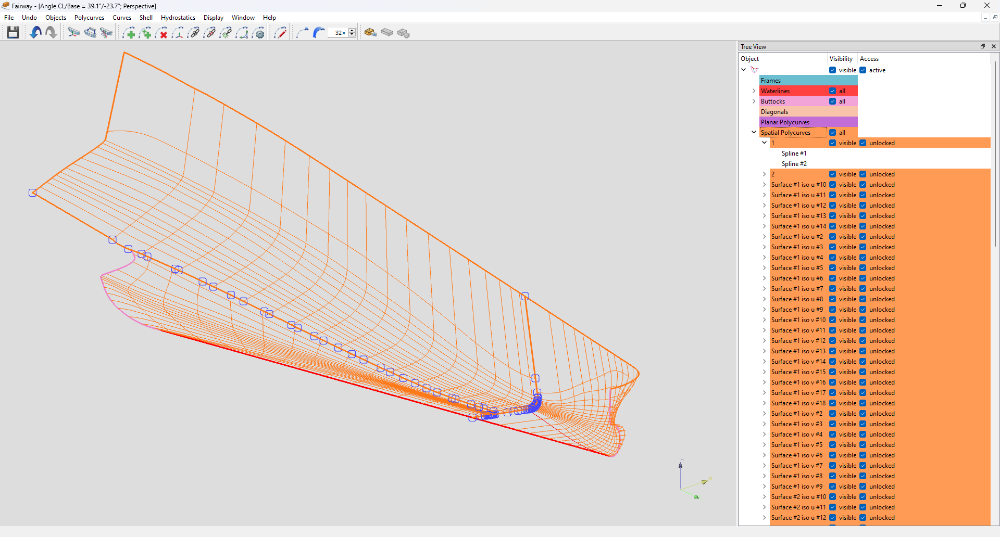 Fairway - [Angle CL/Base = 39.1°/-23.7°; Perspective]
File Undo Objects Polycurves Curves Shell Hydrostatics Display Window Help
32×
Tree View
Object Visibility Access
visible active
Frames
Waterlines all
Buttocks all
Diagonals
Planar Polycurves
Spatial Polycurves all
1 visible unlocked
Spline #1
Spline #2
2 visible unlocked
Surface #1 iso u #10 visible unlocked
Surface #1 iso u #11 visible unlocked
Surface #1 iso u #12 visible unlocked
Surface #1 iso u #13 visible unlocked
Surface #1 iso u #14 visible unlocked
Surface #1 iso u #2 visible unlocked
Surface #1 iso u #3 visible unlocked
Surface #1 iso u #4 visible unlocked
Surface #1 iso u #5 visible unlocked
Surface #1 iso u #6 visible unlocked
Surface #1 iso u #7 visible unlocked
Surface #1 iso u #8 visible unlocked
Surface #1 iso u #9 visible unlocked
Surface #1 iso v #10 visible unlocked
Surface #1 iso v #11 visible unlocked
Surface #1 iso v #12 visible unlocked
Surface #1 iso v #13 visible unlocked
Surface #1 iso v #14 visible unlocked
Surface #1 iso v #15 visible unlocked
Surface #1 iso v #16 visible unlocked
Surface #1 iso v #17 visible unlocked
Surface #1 iso v #18 visible unlocked
Surface #1 iso v #2 visible unlocked
Surface #1 iso v #3 visible unlocked
Surface #1 iso v #4 visible unlocked
Surface #1 iso v #5 visible unlocked
Surface #1 iso v #6 visible unlocked
Surface #1 iso v #7 visible unlocked
Surface #1 iso v #8 visible unlocked
Surface #1 iso v #9 visible unlocked
Surface #2 iso u #10 visible unlocked
Surface #2 iso u #11 visible unlocked
Surface #2 iso u #12 visible unlocked
H
B